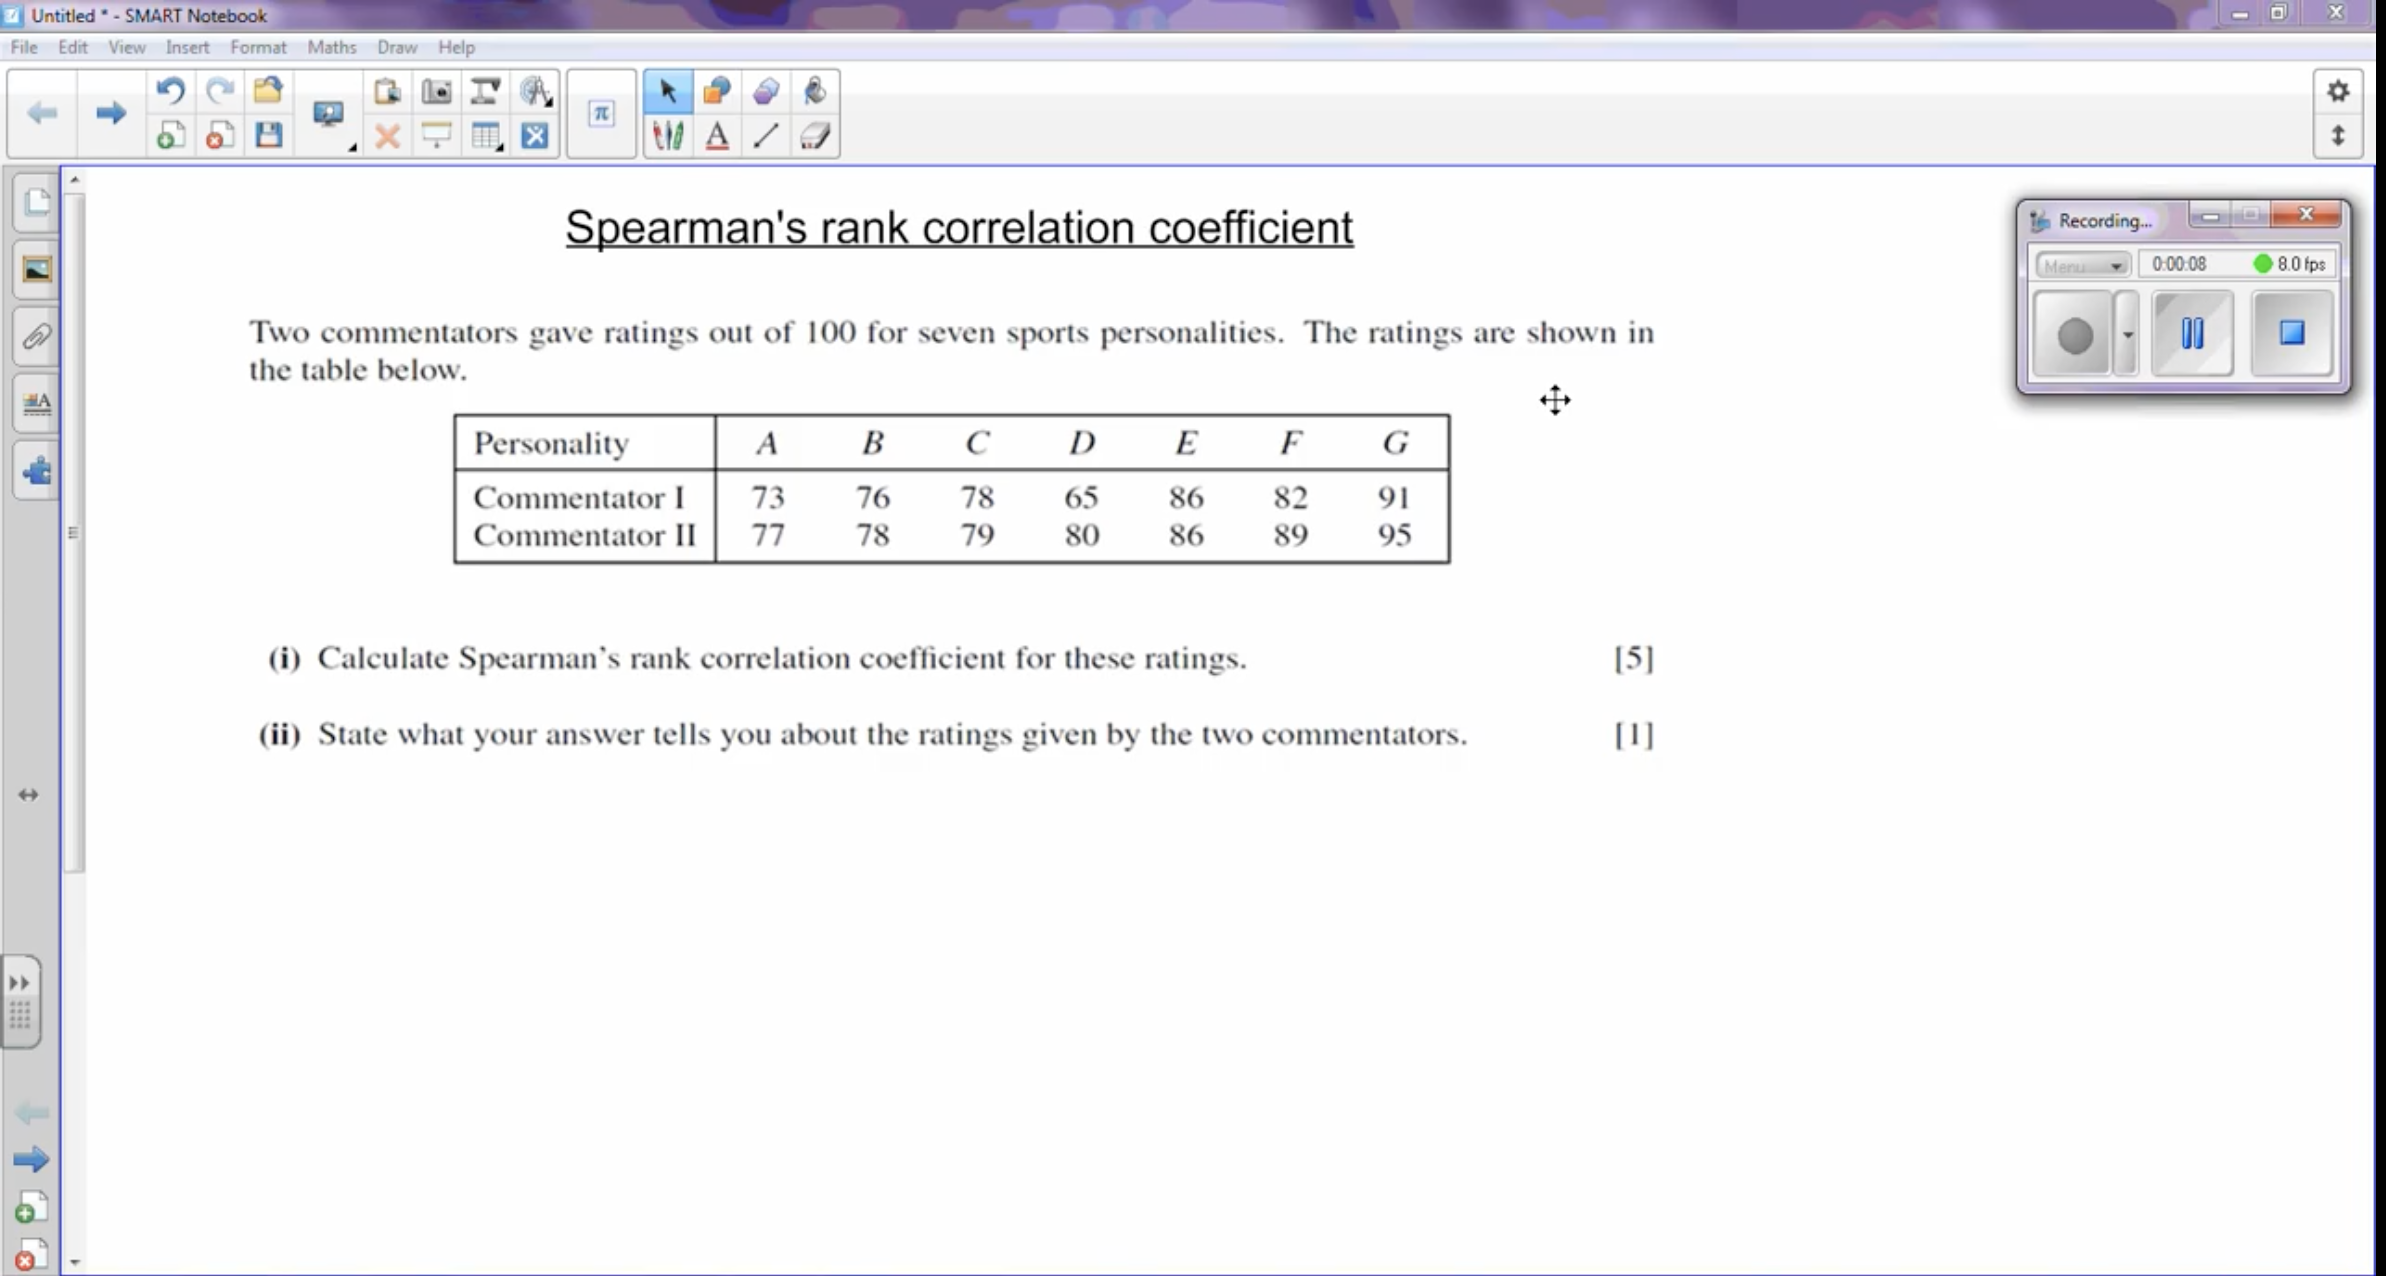 Untitled * - SMART Notebook
File Edit View Insert Format Maths Draw Help
π
A
Spearman's rank correlation coefficient
Recording...
Menu 0:00:08 8.0 fps
Two commentators gave ratings out of 100 for seven sports personalities. The ratings are shown in
the table below.
Personality A B C D E F G
Commentator I 73 76 78 65 86 82 91
Commentator II 77 78 79 80 86 89 95
(i) Calculate Spearman's rank correlation coefficient for these ratings. [5]
(ii) State what your answer tells you about the ratings given by the two commentators. [1]